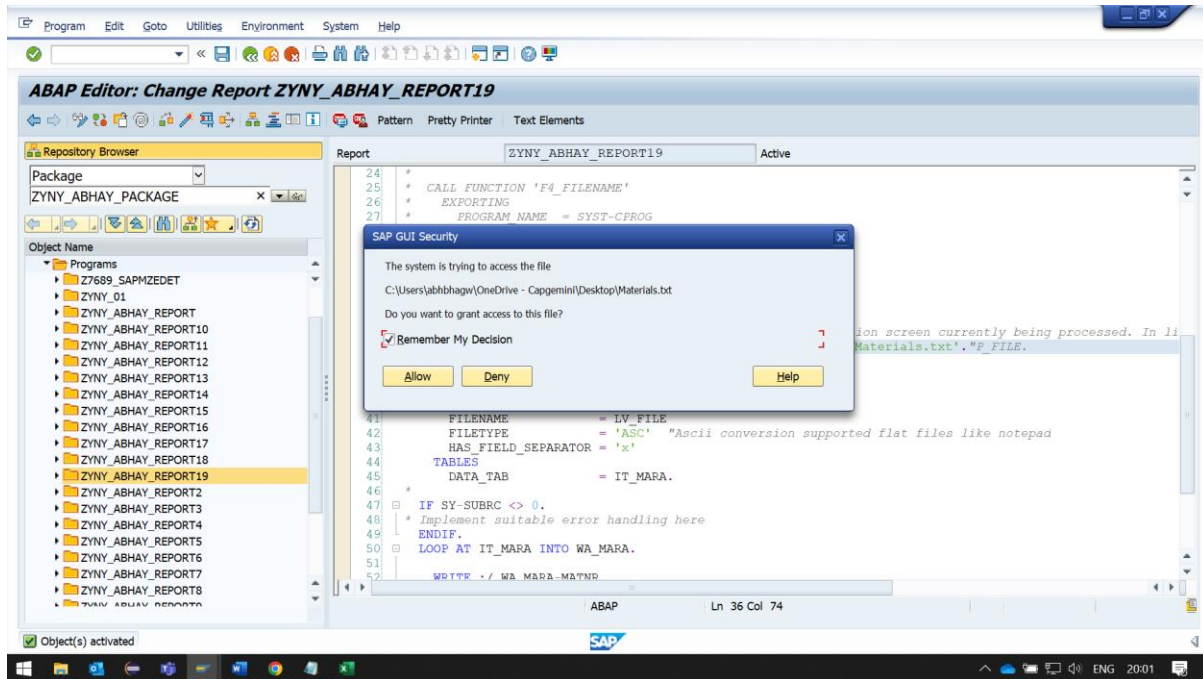 Program Edit Goto Utilities Environment System Help
ABAP Editor: Change Report ZYNY_ABHAY_REPORT19
Pattern Pretty Printer Text Elements
Repository Browser
Package
ZYNY_ABHAY_PACKAGE
Object Name
Programs
Z7689_SAPMZEDET
ZYNY_01
ZYNY_ABHAY_REPORT
ZYNY_ABHAY_REPORT10
ZYNY_ABHAY_REPORT11
ZYNY_ABHAY_REPORT12
ZYNY_ABHAY_REPORT13
ZYNY_ABHAY_REPORT14
ZYNY_ABHAY_REPORT15
ZYNY_ABHAY_REPORT16
ZYNY_ABHAY_REPORT17
ZYNY_ABHAY_REPORT18
ZYNY_ABHAY_REPORT19
ZYNY_ABHAY_REPORT2
ZYNY_ABHAY_REPORT3
ZYNY_ABHAY_REPORT4
ZYNY_ABHAY_REPORT5
ZYNY_ABHAY_REPORT6
ZYNY_ABHAY_REPORT7
ZYNY_ABHAY_REPORT8
Report ZYNY_ABHAY_REPORT19 Active
24 *
25 * CALL FUNCTION 'F4_FILENAME'
26 * EXPORTING
27 * PROGRAM_NAME = SYST-CPROG
SAP GUI Security
The system is trying to access the file
C:\Users\abhbhagw\OneDrive - Capgemini\Desktop\Materials.txt
Do you want to grant access to this file?
Remember My Decision
Allow Deny Help
ion screen currently being processed. In li
Materials.txt'."P_FILE.
41 FILENAME = LV_FILE
42 FILETYPE = 'ASC' "Ascii conversion supported flat files like notepad
43 HAS_FIELD_SEPARATOR = 'x'
44 TABLES
45 DATA_TAB = IT_MARA.
46 *
47 IF SY-SUBRC <> 0.
48 * Implement suitable error handling here
49 ENDIF.
50 LOOP AT IT_MARA INTO WA_MARA.
51
52 WRITE :/ WA_MARA-MATNR
ABAP Ln 36 Col 74
Object(s) activated
SAP
ENG 20:01